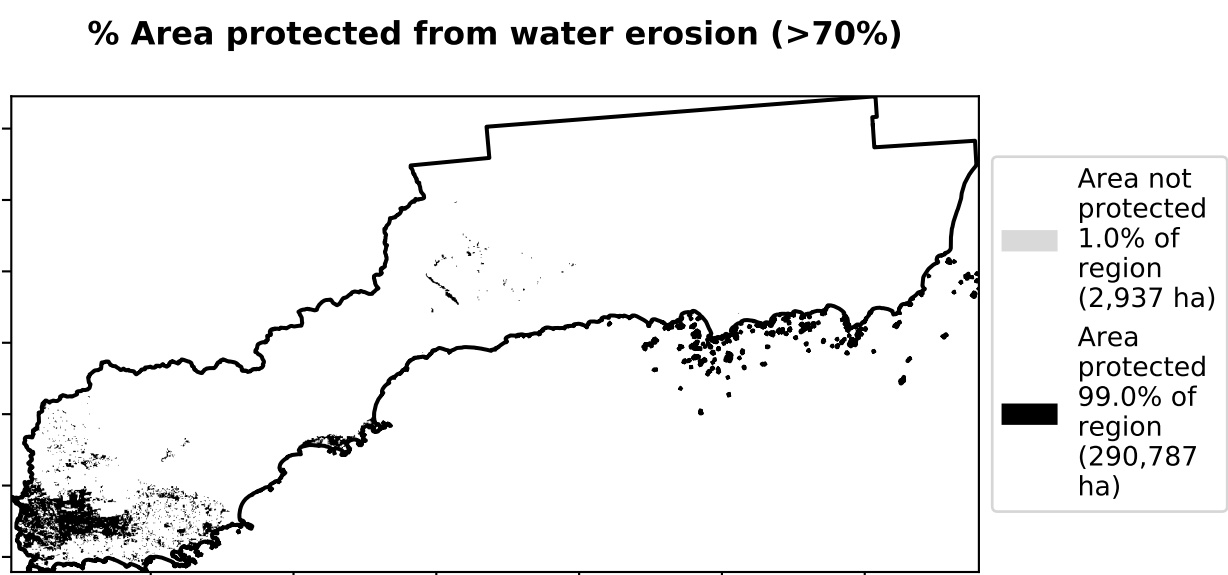 % Area protected from water erosion (>70%)
Area not
protected
1.0% of
region
(2,937 ha)
Area
protected
99.0% of
region
(290,787
ha)